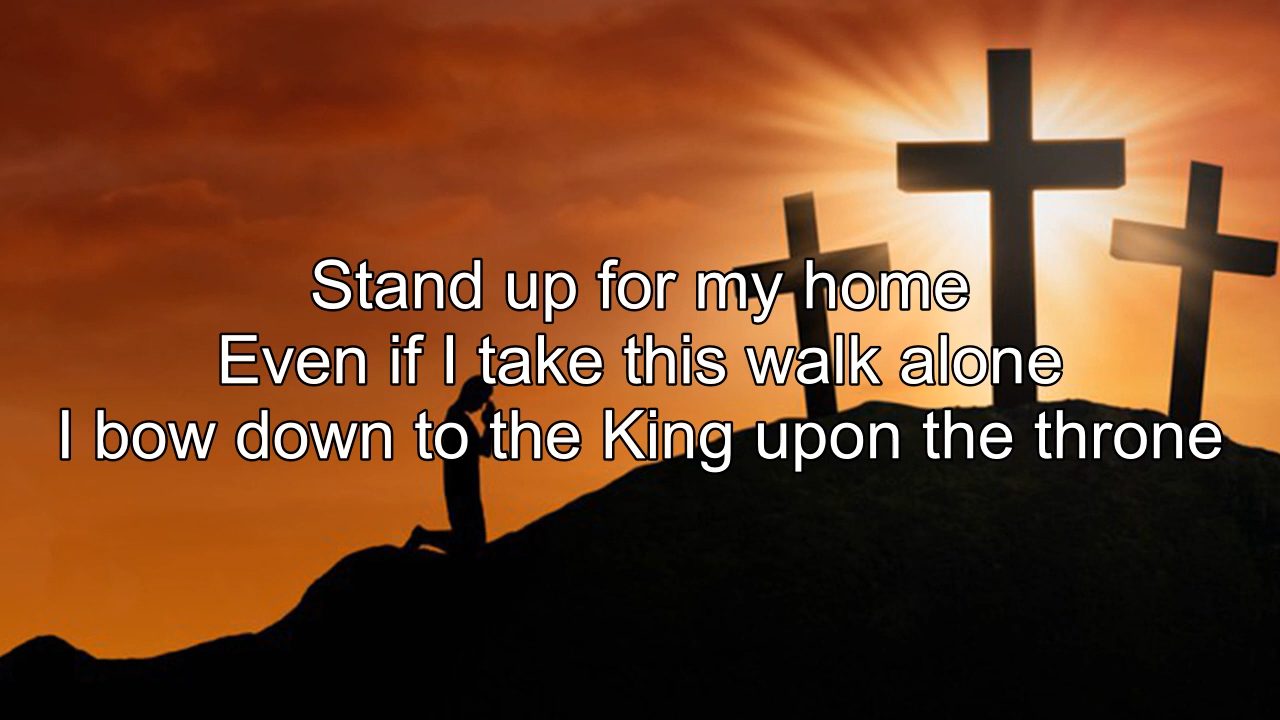 Stand up for my home
Even if I take this walk alone
I bow down to the King upon the throne